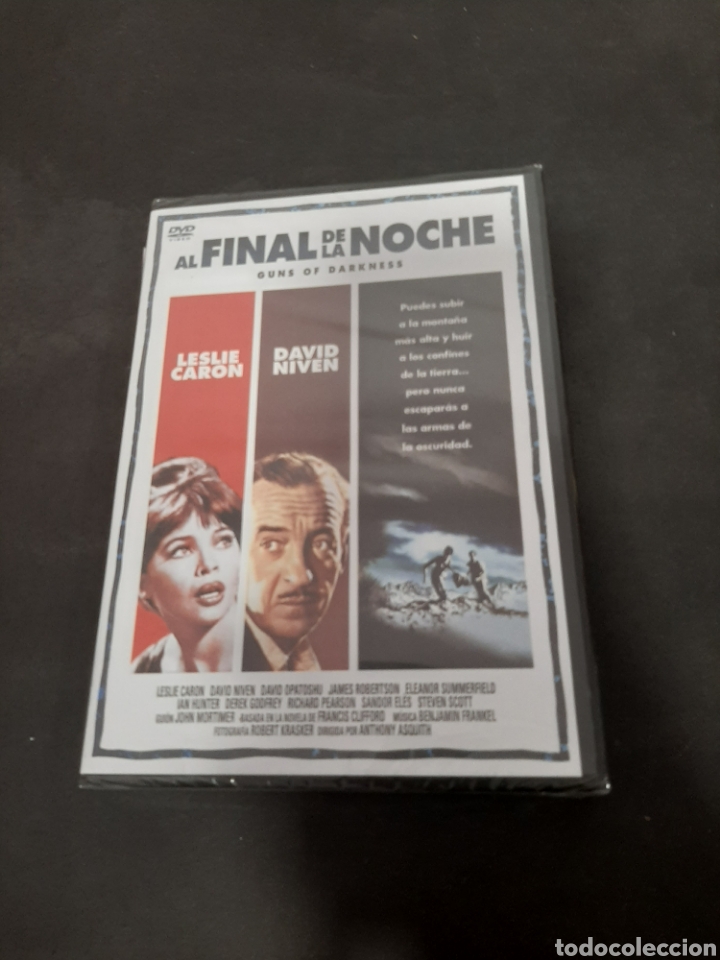 DVD
VIDEO
AL FINAL DE LA NOCHE
GUNS OF DARKNESS
LESLIE
CARON
DAVID
NIVEN
Puedes subir
a la montaña
más alta y huir
a los confines
de la tierra...
pero nunca
escaparás a
las armas de
la oscuridad.
LESLIE CARON DAVID NIVEN DAVID OPATOSHU JAMES ROBERTSON ELEANOR SUMMERFIELD
IAN HUNTER DEREK GODFREY RICHARD PEARSON SANDOR ELES STEVEN SCOTT
GUIÓN JOHN MORTIMER BASADA EN LA NOVELA DE FRANCIS CLIFFORD MÚSICA BENJAMIN FRANKEL
FOTOGRAFÍA ROBERT KRASKER DIRIGIDA POR ANTHONY ASQUITH
todocoleccion